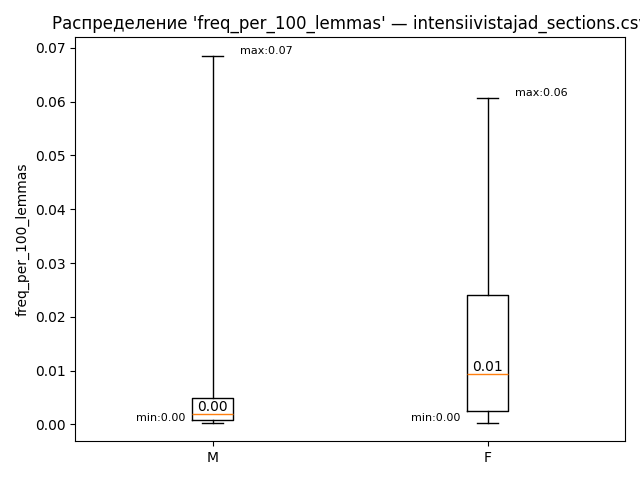 Распределение 'freq_per_100_lemmas' — intensiivistajad_sections.csv
freq_per_100_lemmas
0.07
0.06
0.05
0.04
0.03
0.02
0.01
0.00
max:0.07
0.00
min:0.00
max:0.06
0.01
min:0.00
M
F